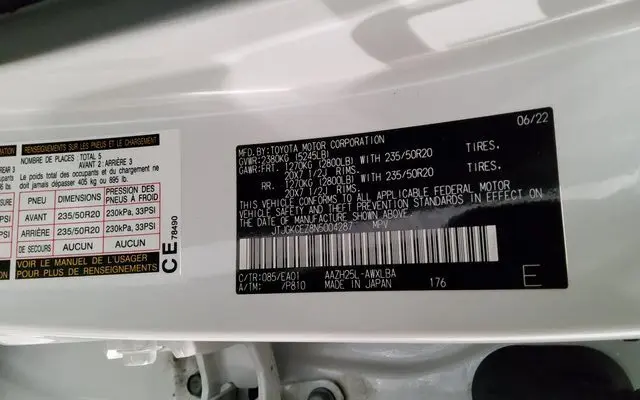 RENSEIGNEMENTS SUR LES PNEUS ET LE CHARGEMENT
NOMBRE DE PLACES : TOTAL 5
AVANT 2 : ARRIÈRE 3
Le poids total des occupants et du chargement ne
doit jamais dépasser 405 kg ou 895 lb.
PNEU DIMENSIONS PRESSION DES PNEUS À FROID
AVANT 235/50R20 230kPa, 33PSI
ARRIÈRE 235/50R20 230kPa, 33PSI
DE SECOURS AUCUN AUCUN
VOIR LE MANUEL DE L'USAGER
POUR PLUS DE RENSEIGNEMENTS
CE 78490
MFD. BY: TOYOTA MOTOR CORPORATION 06/22
GVWR: 2380KG (5245LB)
GAWR: FRT. 1270KG (2800LB) WITH 235/50R20 TIRES,
20X7 1/2J RIMS.
RR. 1270KG (2800LB) WITH 235/50R20 TIRES,
20X7 1/2J RIMS.
THIS VEHICLE CONFORMS TO ALL APPLICABLE FEDERAL MOTOR
VEHICLE SAFETY AND THEFT PREVENTION STANDARDS IN EFFECT ON
THE DATE OF MANUFACTURE SHOWN ABOVE.
JTJGKCEZ8N5004287 MPV
C/TR: 085/EA01 AAZH25L-AWXLBA
A/TM: /P810 MADE IN JAPAN 176
E